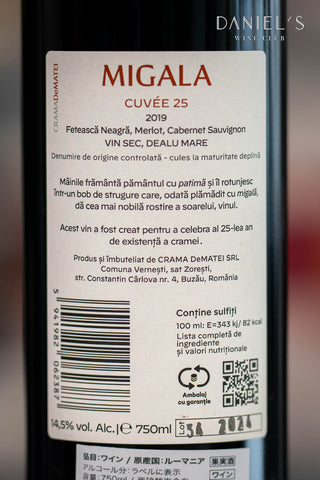 DANIEL'S
WINE CLUB
CRAMADeMATEI
MIGALA
CUVÉE 25
2019
Fetească Neagră, Merlot, Cabernet Sauvignon
VIN SEC, DEALU MARE
Denumire de origine controlată - cules la maturitate deplină
Mâinile frământă pământul cu patimă și îl rotunjesc
într-un bob de strugure care, odată plămădit cu migală,
dă cea mai nobilă rostire a soarelui, vinul.
Acest vin a fost creat pentru a celebra al 25-lea an
de existență a cramei.
Produs și îmbuteliat de CRAMA DeMATEI SRL
Comuna Vernești, sat Zorești,
str. Constantin Cârlova nr. 4, Buzău, România
5 941982 062387
Conține sulfiți
100 ml: E=343 kj/ 82 kcal
Lista completă de
ingrediente
și valori nutriționale
Ambalaj
cu garanție
14,5% vol. Alc.| e 750ml
34 2024
ワイン / 原産国:ルーマニア
果実酒
アルコール分:ラベルに表示
ワイン